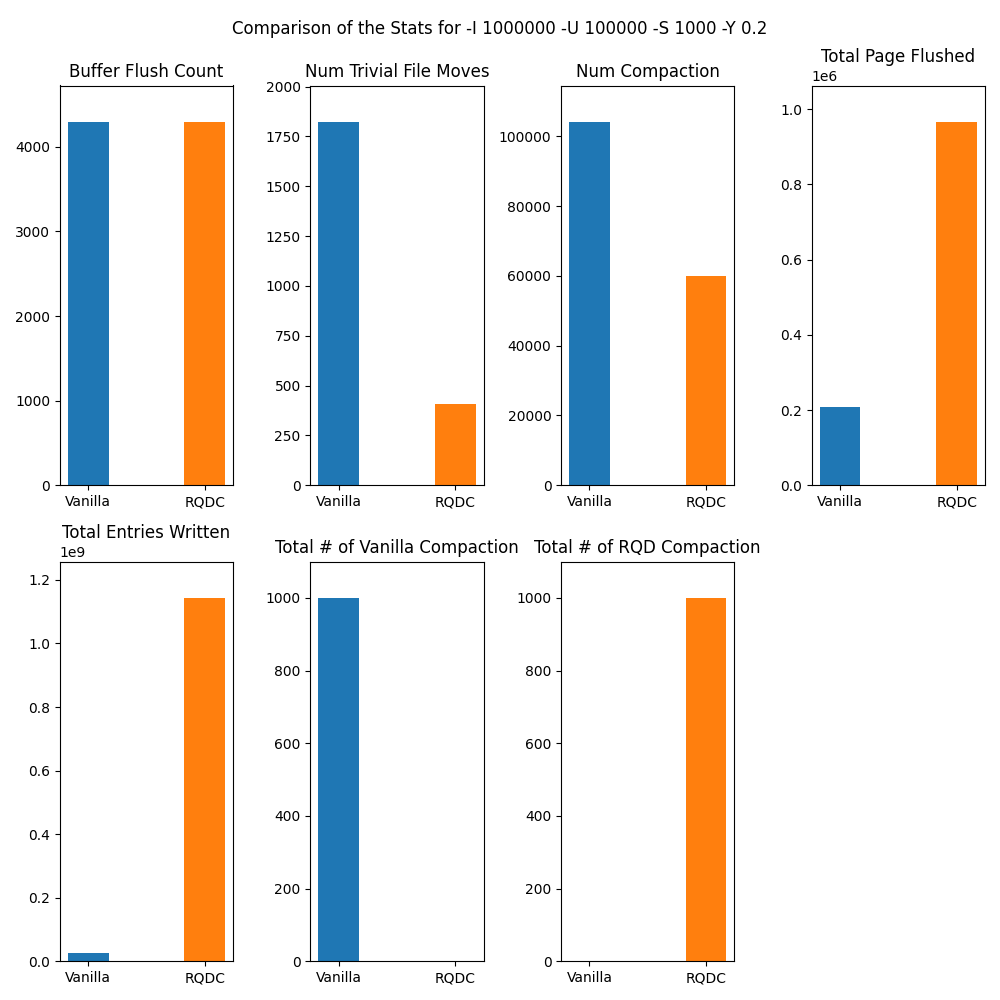 Comparison of the Stats for -I 1000000 -U 100000 -S 1000 -Y 0.2
Buffer Flush Count
4000
3000
2000
1000
0
Vanilla RQDC
Num Trivial File Moves
2000
1750
1500
1250
1000
750
500
250
0
Vanilla RQDC
Num Compaction
100000
80000
60000
40000
20000
0
Vanilla RQDC
Total Page Flushed
1e6
1.0
0.8
0.6
0.4
0.2
0.0
Vanilla RQDC
Total Entries Written
1e9
1.2
1.0
0.8
0.6
0.4
0.2
0.0
Vanilla RQDC
Total # of Vanilla Compaction
1000
800
600
400
200
0
Vanilla RQDC
Total # of RQD Compaction
1000
800
600
400
200
0
Vanilla RQDC